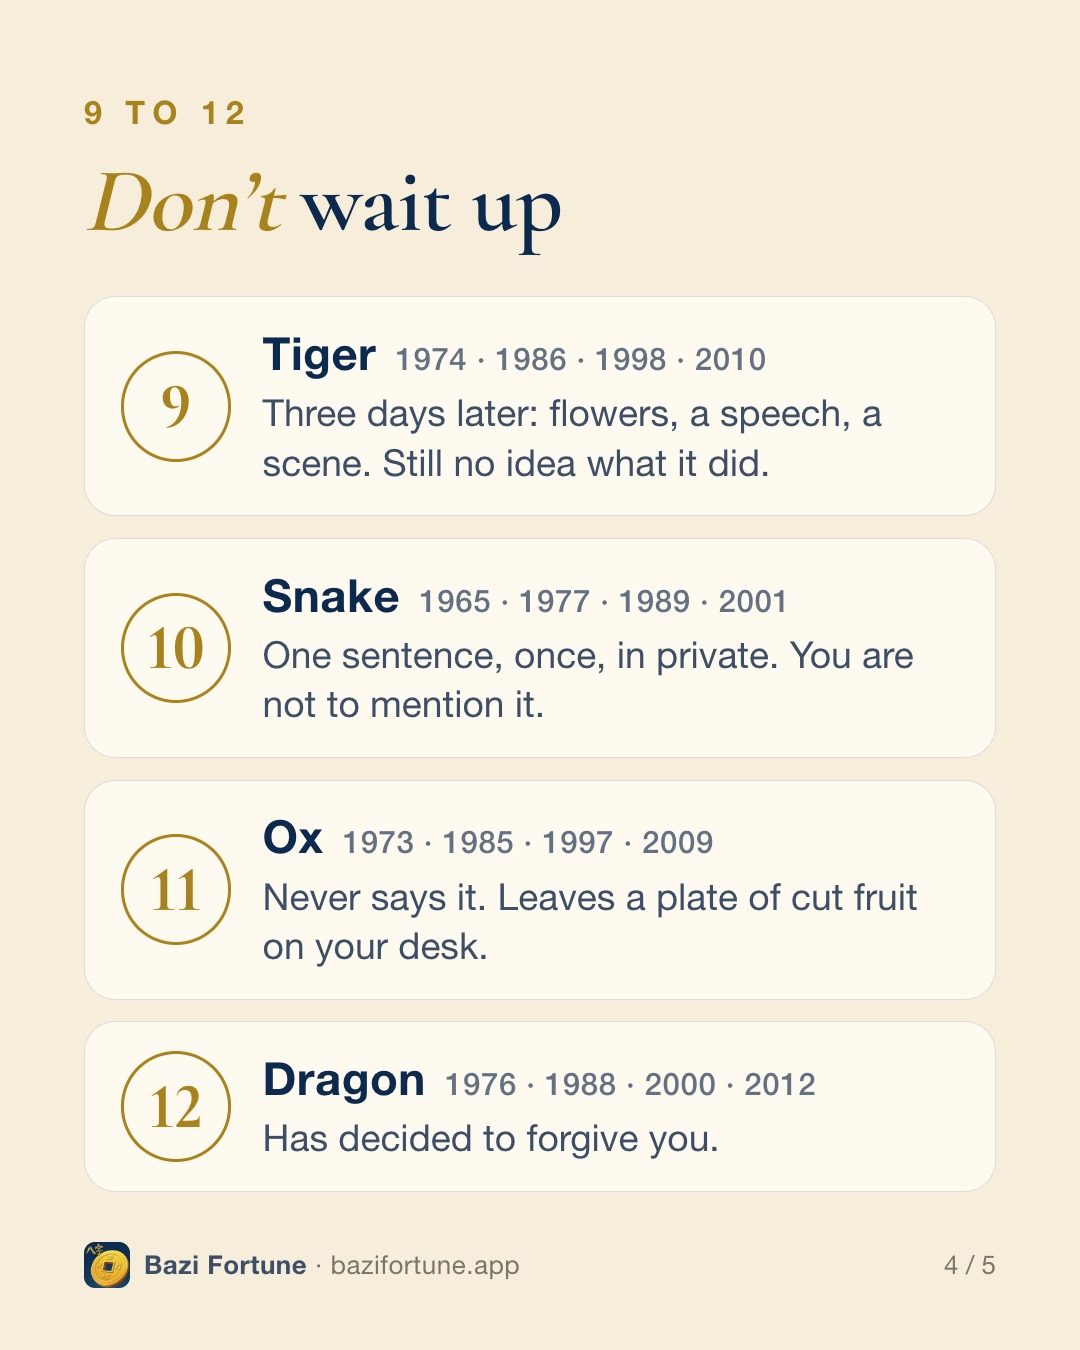 9 TO 12
Don’t wait up
9
Tiger 1974 · 1986 · 1998 · 2010
Three days later: flowers, a speech, a
scene. Still no idea what it did.
10
Snake 1965 · 1977 · 1989 · 2001
One sentence, once, in private. You are
not to mention it.
11
Ox 1973 · 1985 · 1997 · 2009
Never says it. Leaves a plate of cut fruit
on your desk.
12
Dragon 1976 · 1988 · 2000 · 2012
Has decided to forgive you.
八字
Bazi Fortune · bazifortune.app
4 / 5